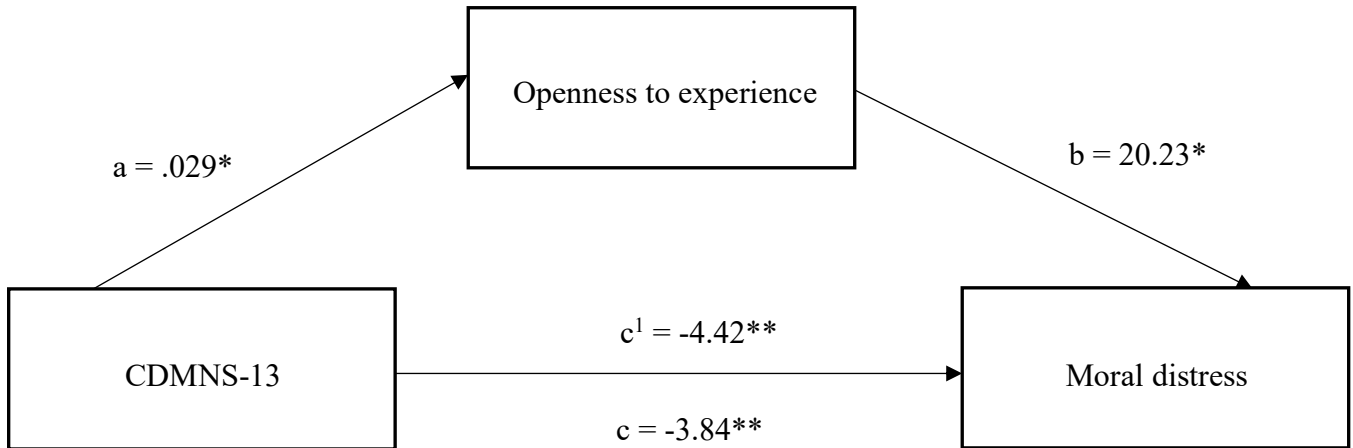 Openness to experience
a = .029*
b = 20.23*
c¹ = -4.42**
CDMNS-13
Moral distress
c = -3.84**